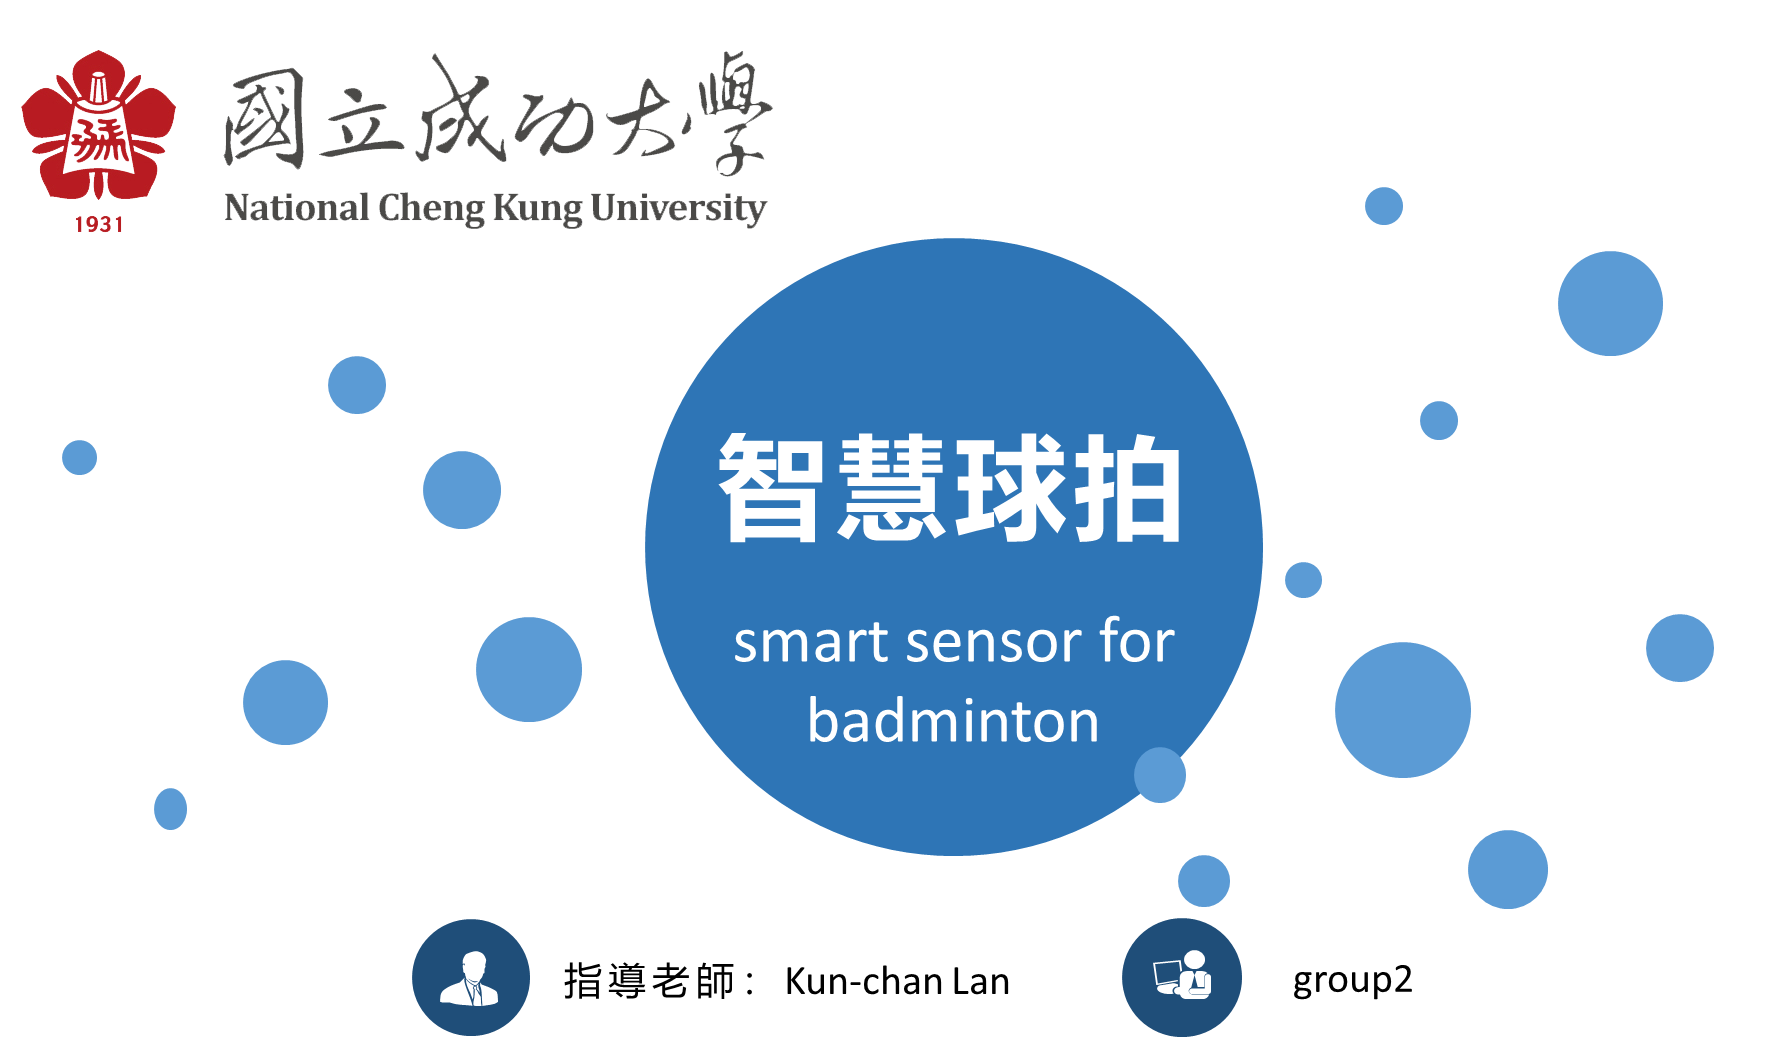 國立成功大學
National Cheng Kung University
1931
智慧球拍
smart sensor for
badminton
指導老師： Kun-chan Lan
group2